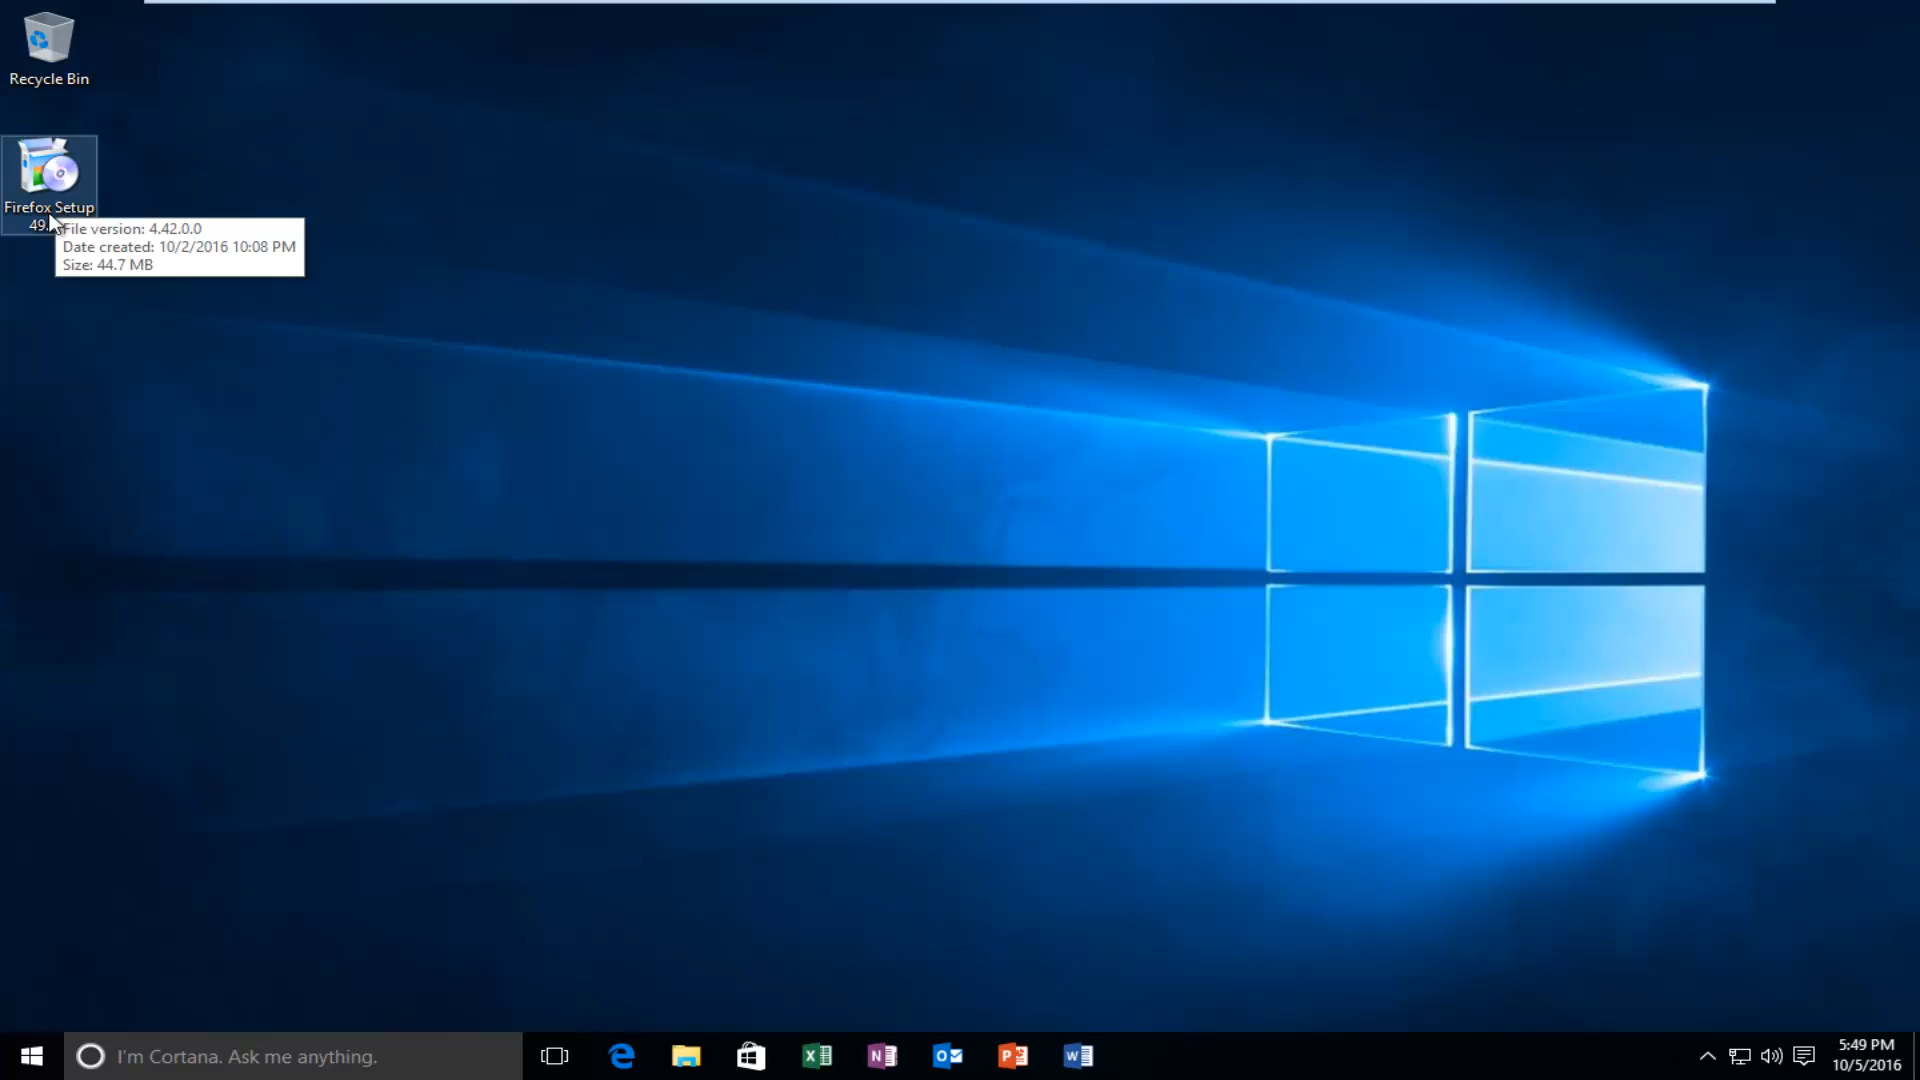 Recycle Bin
Firefox Setup
49.
File version: 4.42.0.0
Date created: 10/2/2016 10:08 PM
Size: 44.7 MB
I'm Cortana. Ask me anything.
5:49 PM
10/5/2016